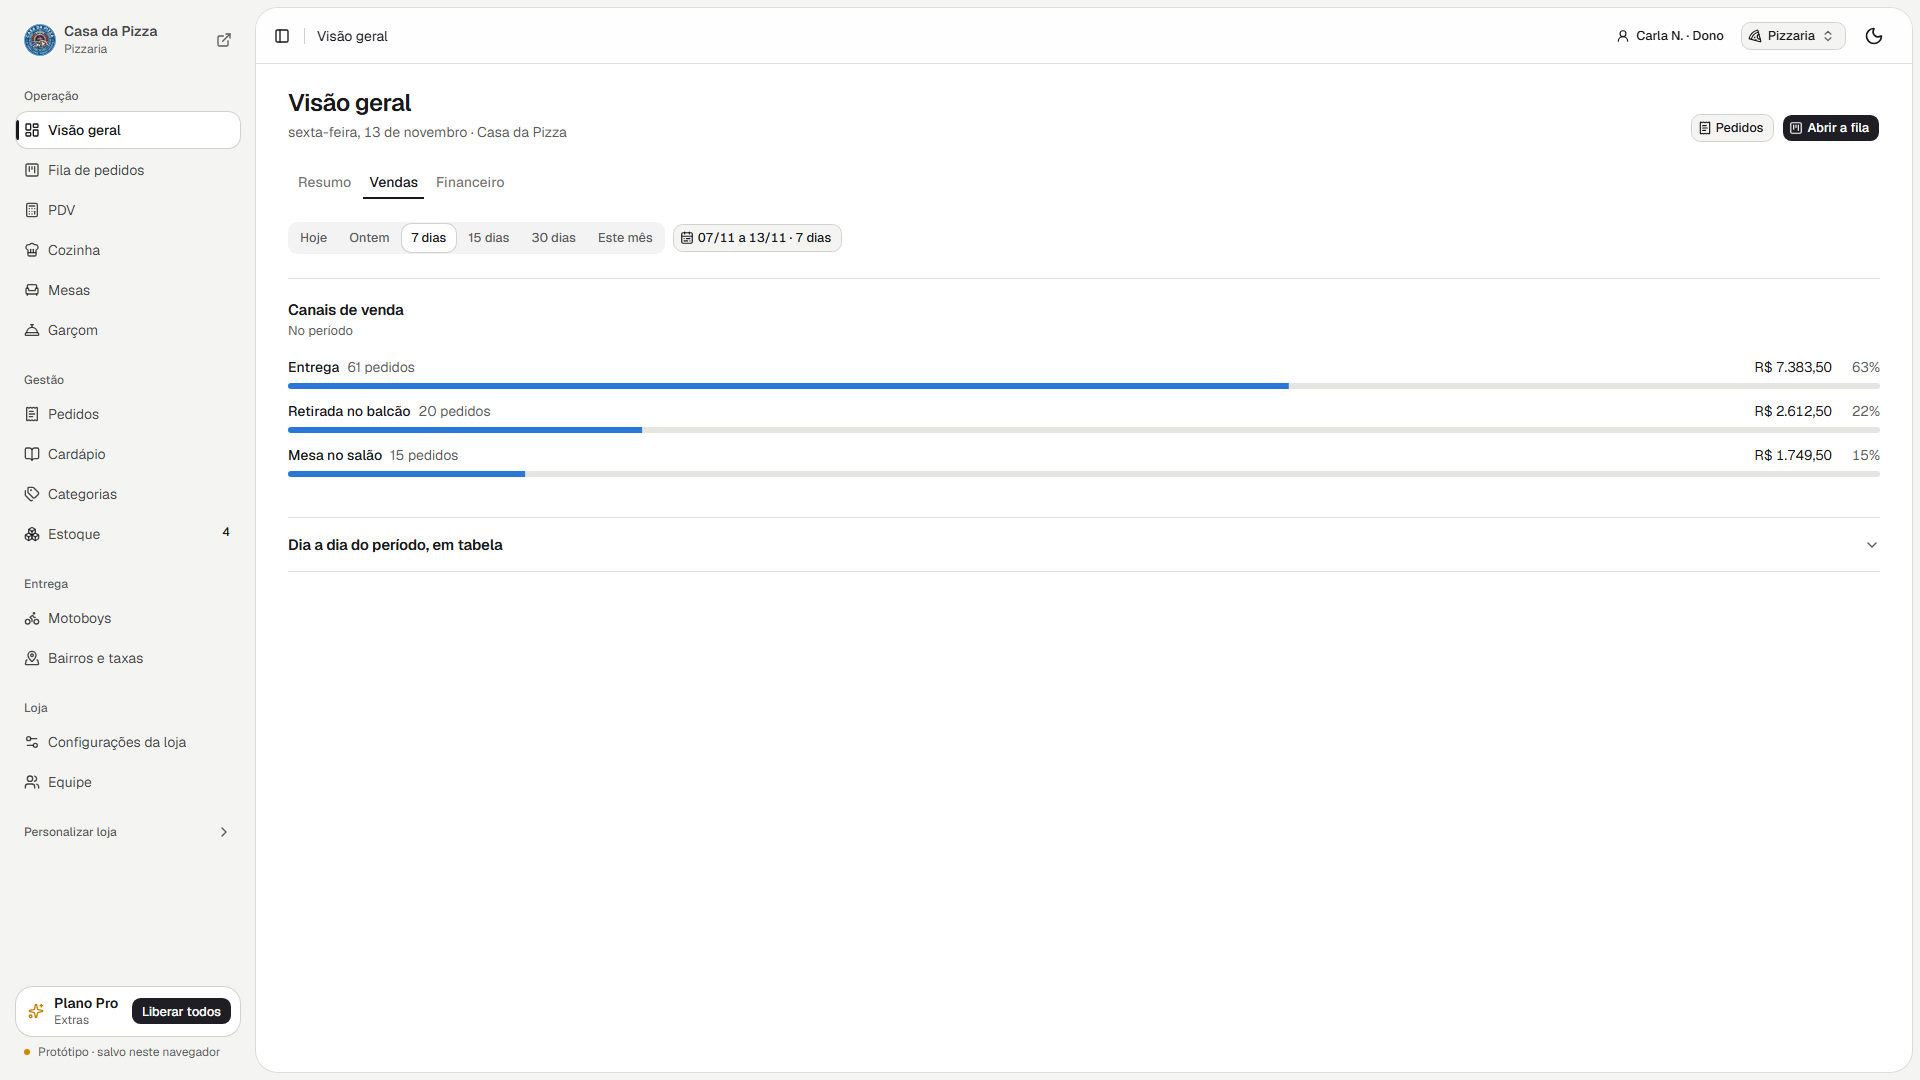 Casa da Pizza
Pizzaria
Operação
Visão geral
Fila de pedidos
PDV
Cozinha
Mesas
Garçom
Gestão
Pedidos
Cardápio
Categorias
Estoque 4
Entrega
Motoboys
Bairros e taxas
Loja
Configurações da loja
Equipe
Personalizar loja
Plano Pro
Extras
Liberar todos
Protótipo · salvo neste navegador
Visão geral
Carla N. · Dono
Pizzaria
Visão geral
sexta-feira, 13 de novembro · Casa da Pizza
Pedidos
Abrir a fila
Resumo Vendas Financeiro
Hoje Ontem 7 dias 15 dias 30 dias Este mês 07/11 a 13/11 · 7 dias
Canais de venda
No período
Entrega 61 pedidos R$ 7.383,50 63%
Retirada no balcão 20 pedidos R$ 2.612,50 22%
Mesa no salão 15 pedidos R$ 1.749,50 15%
Dia a dia do período, em tabela